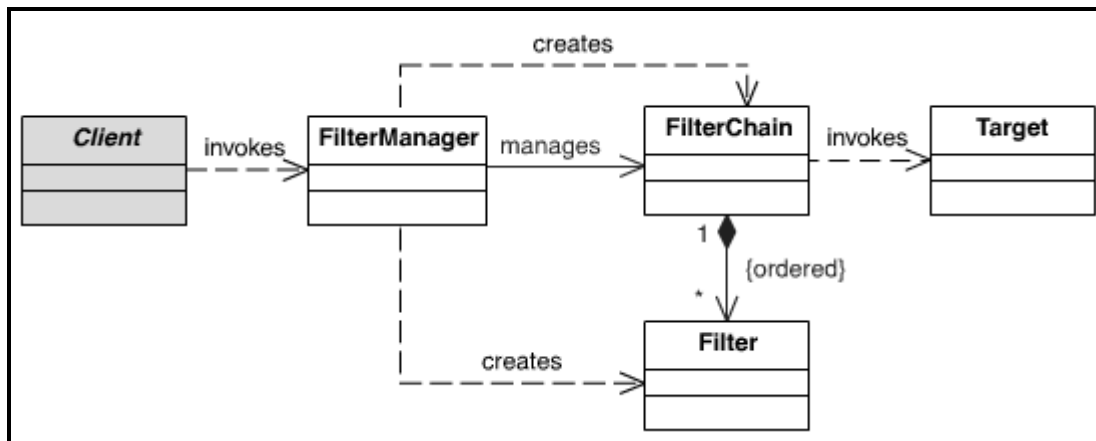 creates
Client
invokes
FilterManager
manages
FilterChain
invokes
Target
1
{ordered}
*
creates
Filter